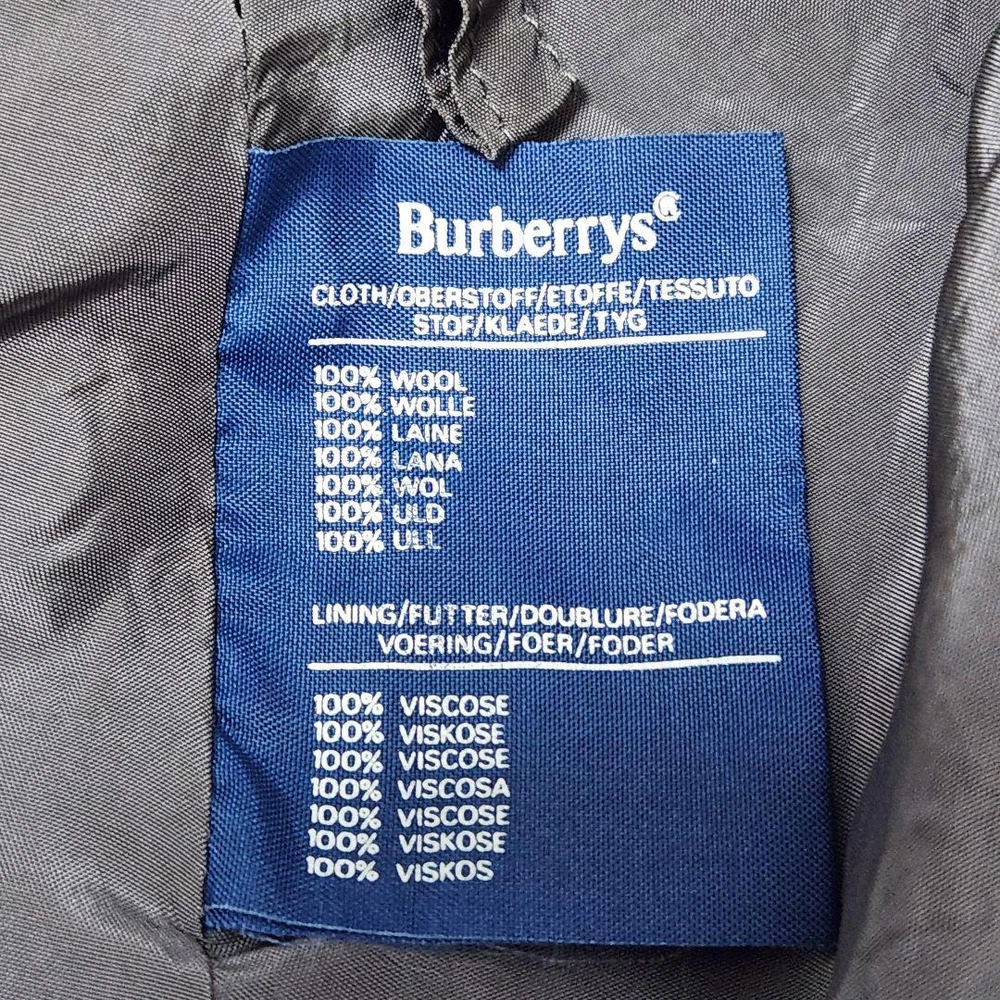 Burberrys®
CLOTH/OBERSTOFF/ETOFFE/TESSUTO
STOF/KLAEDE/TYG
100% WOOL
100% WOLLE
100% LAINE
100% LANA
100% WOL
100% ULD
100% ULL
LINING/FUTTER/DOUBLURE/FODERA
VOERING/FOER/FODER
100% VISCOSE
100% VISKOSE
100% VISCOSE
100% VISCOSA
100% VISCOSE
100% VISKOSE
100% VISKOS